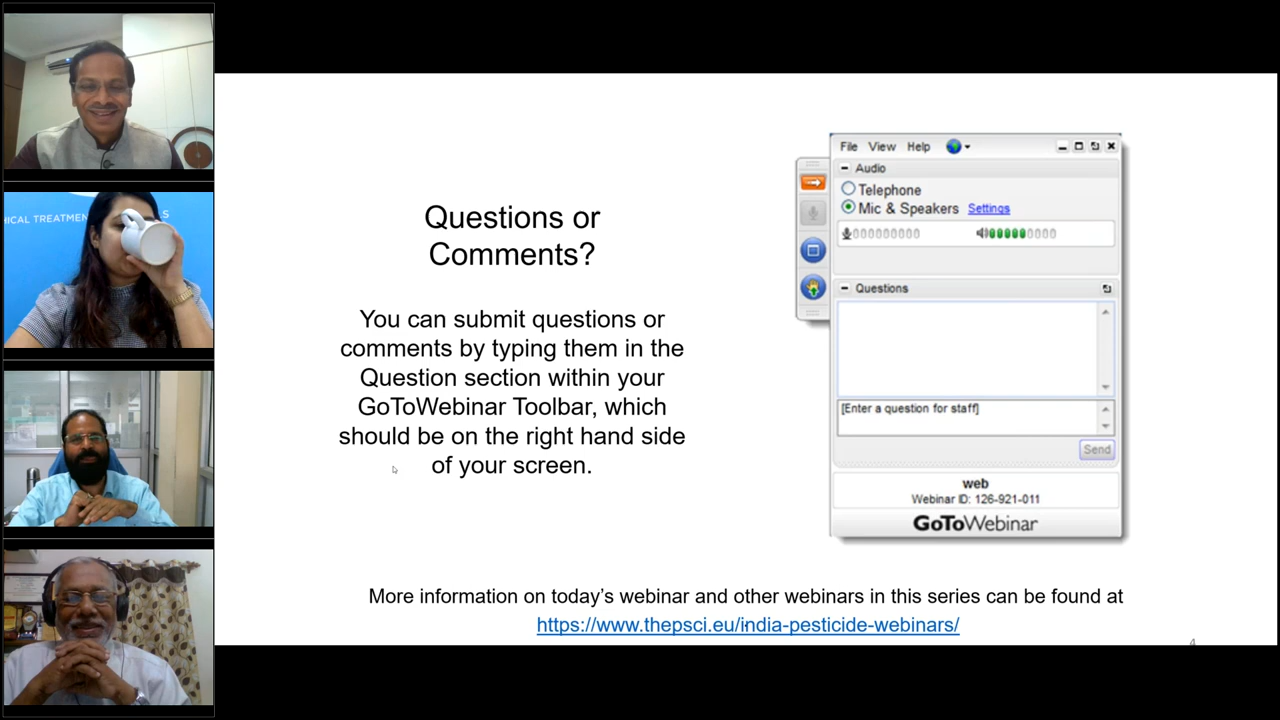 HICAL TREATMEN
LS
Questions or
Comments?
You can submit questions or
comments by typing them in the
Question section within your
GoToWebinar Toolbar, which
should be on the right hand side
of your screen.
File View Help
Audio
Telephone
Mic & Speakers Settings
Questions
[Enter a question for staff]
Send
web
Webinar ID: 126-921-011
GoToWebinar
More information on today’s webinar and other webinars in this series can be found at
https://www.thepsci.eu/india-pesticide-webinars/
4